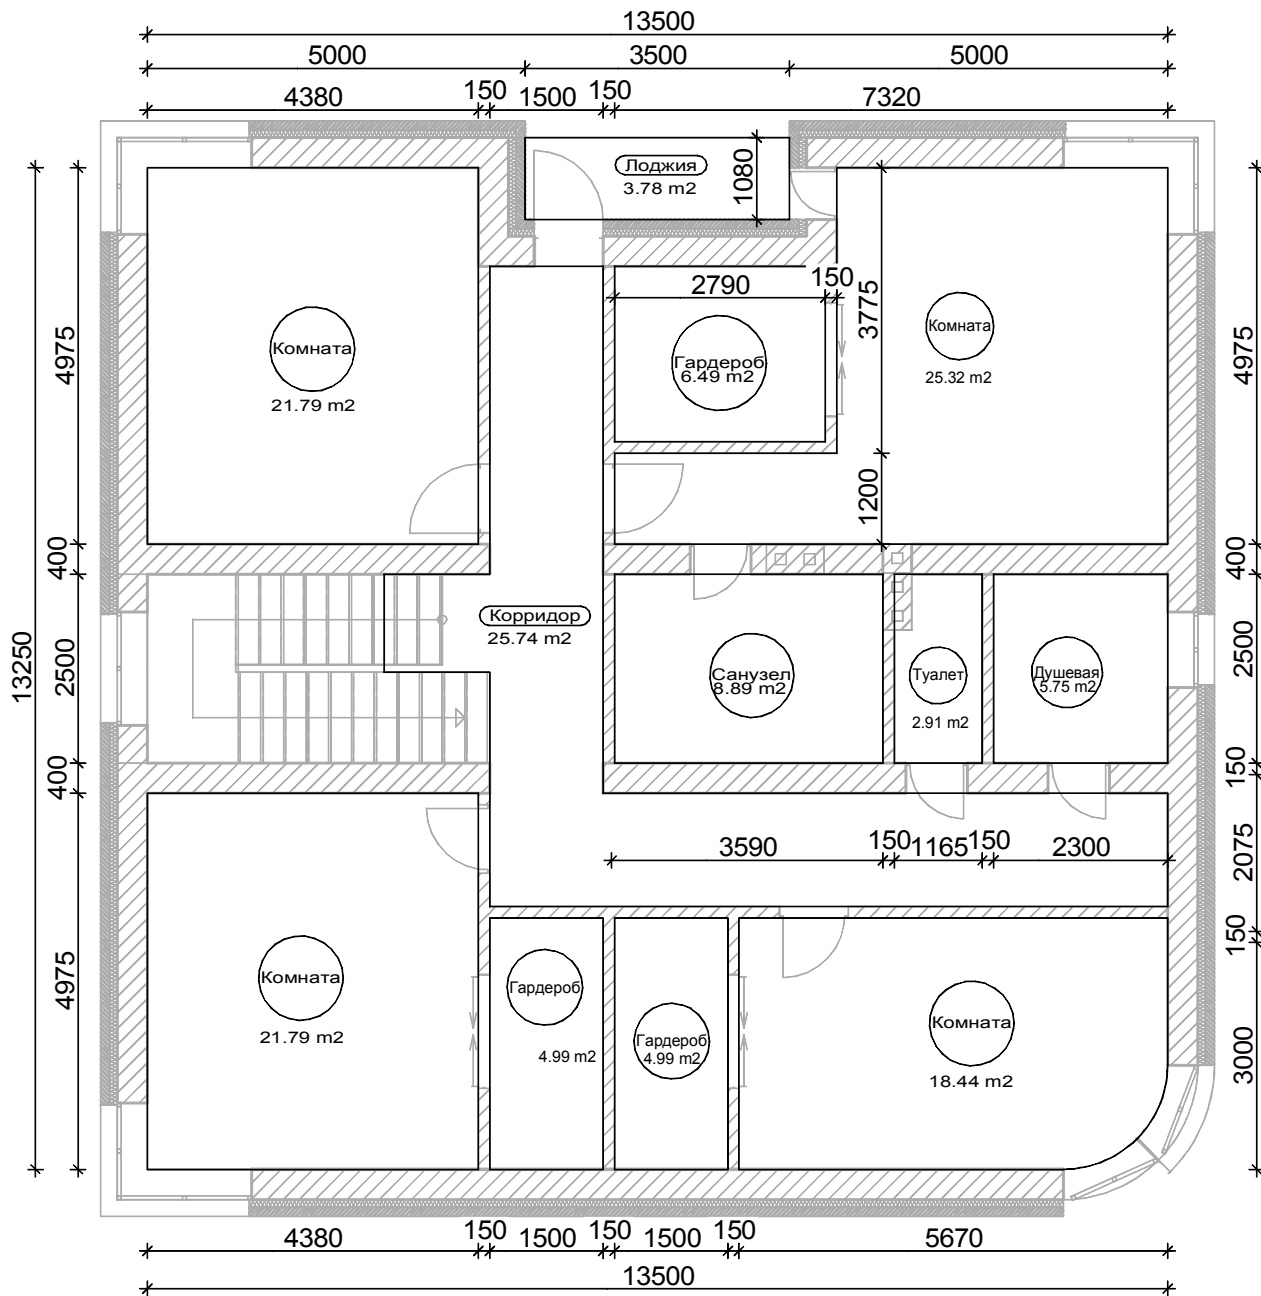 13500
5000
3500
5000
4380
150
1500
150
7320
Лоджия
3.78 m2
1080
2790
150
3775
4975
Комната
21.79 m2
Гардероб
6.49 m2
Комната
25.32 m2
4975
1200
400
400
Корридор
25.74 m2
13250
2500
Санузел
8.89 m2
Туалет
2.91 m2
Душевая
5.75 m2
2500
400
150
3590
150
1165
150
2300
2075
4975
150
Комната
21.79 m2
Гардероб
4.99 m2
Гардероб
4.99 m2
Комната
18.44 m2
3000
4380
150
1500
150
1500
150
5670
13500